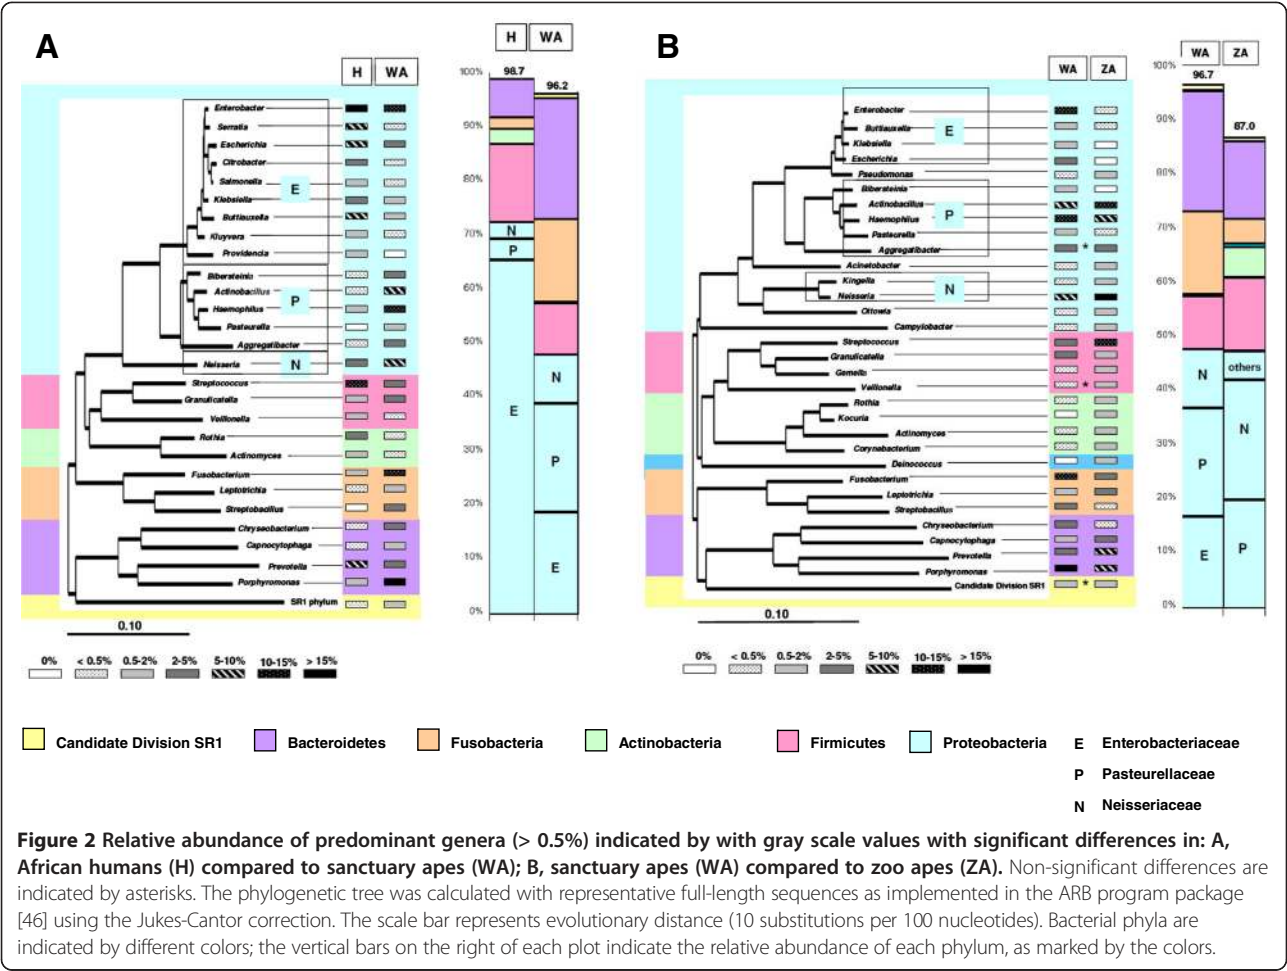 A
H WA
H WA
Enterobacter
Serratia
Escherichia
Citrobacter
Salmonella
Klebsiella
Buttiauxella
Kluyvera
Providencia
E
Bibersteinia
Actinobacillus
Haemophilus
Pasteurella
Aggregatibacter
P
Neisseria
N
Streptococcus
Granulicatella
Veillonella
Rothia
Actinomyces
Fusobacterium
Leptotrichia
Streptobacillus
Chryseobacterium
Capnocytophaga
Prevotella
Porphyromonas
SR1 phylum
0.10
0% < 0.5% 0.5-2% 2-5% 5-10% 10-15% > 15%
98.7
96.2
100%
90%
80%
70%
60%
50%
40%
30%
20%
10%
0%
N
P
E
N
P
E
B
WA ZA
WA ZA
Enterobacter
Buttiauxella
Klebsiella
Escherichia
E
Pseudomonas
Bibersteinia
Actinobacillus
Haemophilus
Pasteurella
Aggregatibacter *
P
Acinetobacter
Kingella
Neisseria
N
Ottowia
Campylobacter
Streptococcus
Granulicatella
Gemella
Veillonella *
Rothia
Kocuria
Actinomyces
Corynebacterium
Deinococcus
Fusobacterium
Leptotrichia
Streptobacillus
Chryseobacterium
Capnocytophaga
Prevotella
Porphyromonas
Candidate Division SR1 *
0.10
0% < 0.5% 0.5-2% 2-5% 5-10% 10-15% > 15%
96.7
87.0
100%
90%
80%
70%
60%
50%
40%
30%
20%
10%
0%
N
P
E
others
N
P
Candidate Division SR1 Bacteroidetes Fusobacteria Actinobacteria Firmicutes Proteobacteria E Enterobacteriaceae
P Pasteurellaceae
N Neisseriaceae
Figure 2 Relative abundance of predominant genera (> 0.5%) indicated by with gray scale values with significant differences in: A,
African humans (H) compared to sanctuary apes (WA); B, sanctuary apes (WA) compared to zoo apes (ZA). Non-significant differences are
indicated by asterisks. The phylogenetic tree was calculated with representative full-length sequences as implemented in the ARB program package
[46] using the Jukes-Cantor correction. The scale bar represents evolutionary distance (10 substitutions per 100 nucleotides). Bacterial phyla are
indicated by different colors; the vertical bars on the right of each plot indicate the relative abundance of each phylum, as marked by the colors.